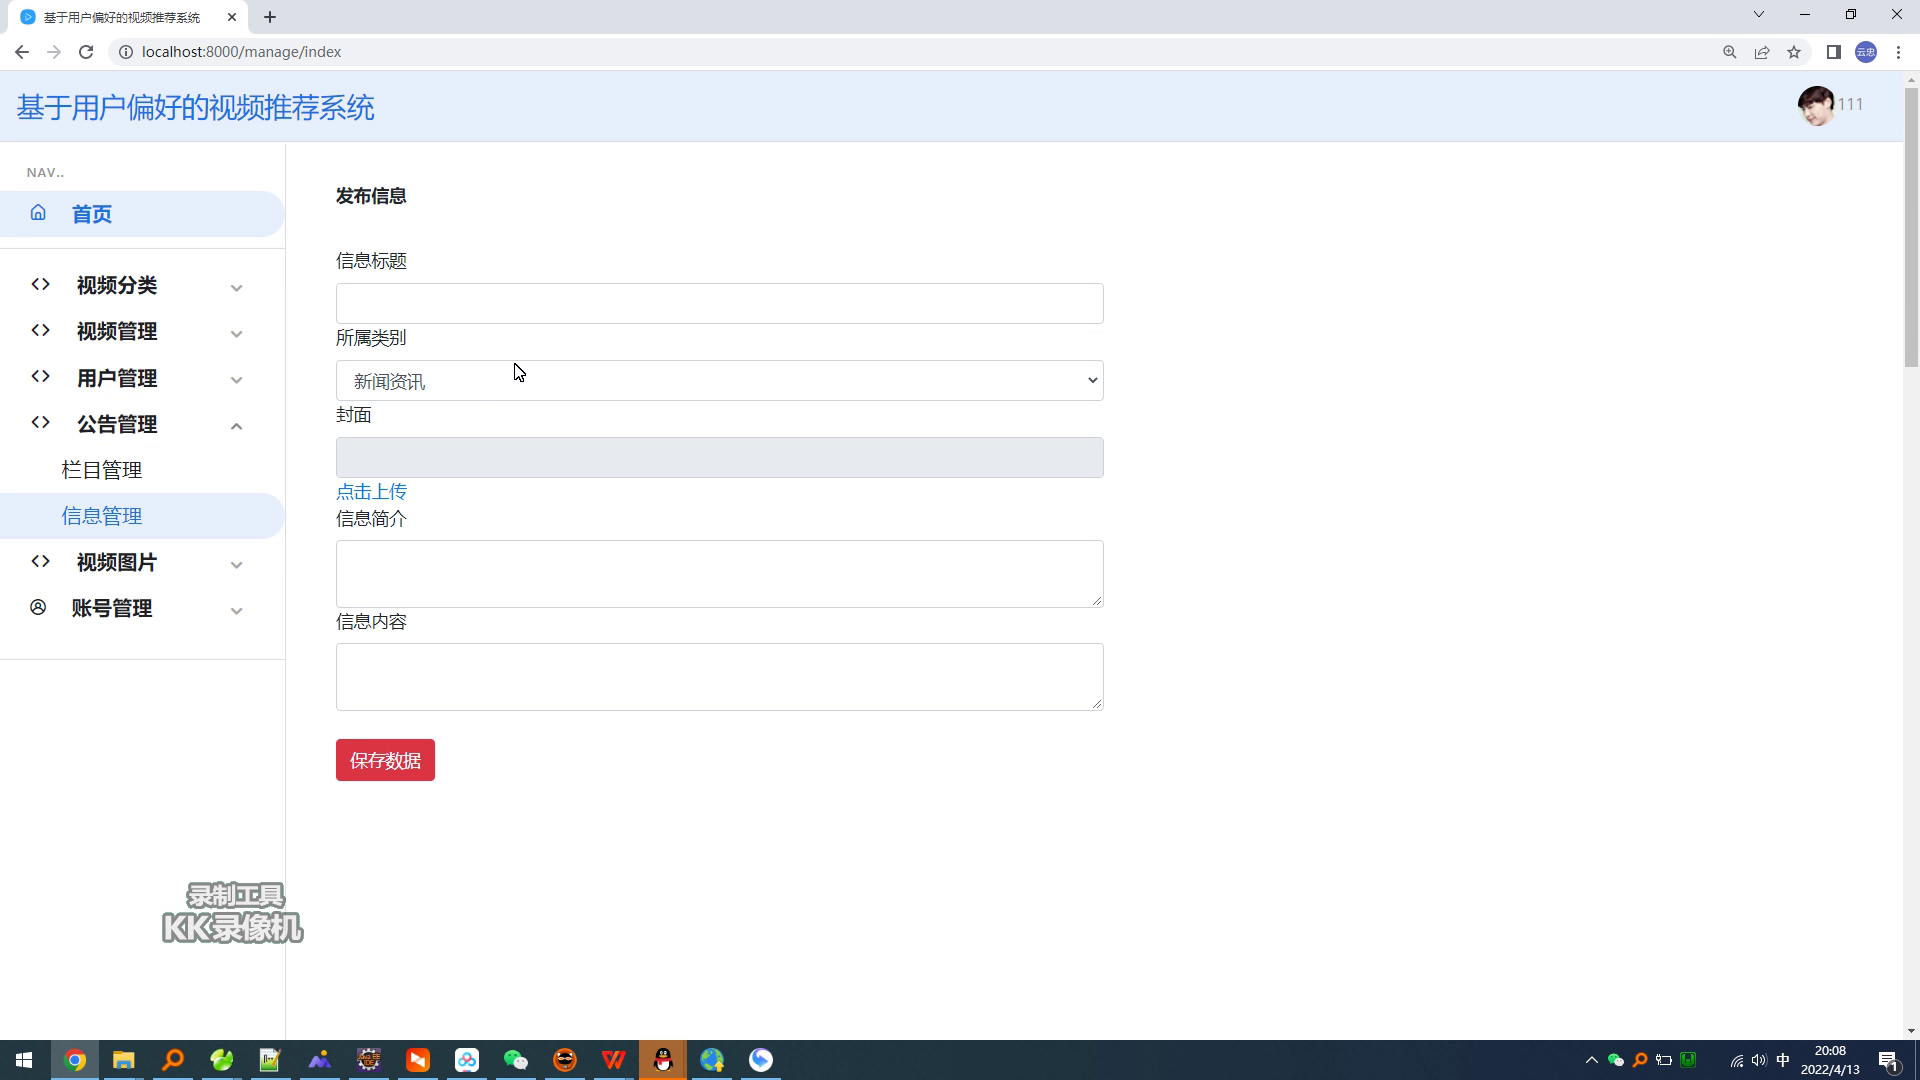 基于用户偏好的视频推荐系统
localhost:8000/manage/index
云忠
基于用户偏好的视频推荐系统
111
NAV..
首页
视频分类
视频管理
用户管理
公告管理
栏目管理
信息管理
视频图片
账号管理
发布信息
信息标题
所属类别
新闻资讯
封面
点击上传
信息简介
信息内容
保存数据
录制工具
KK录像机
中
20:08
2022/4/13
1